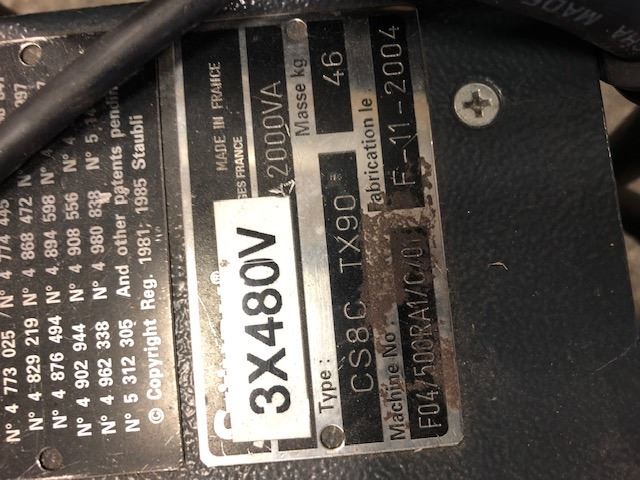 N° 4 773 025 / N° 4 774 445
N° 4 829 219 N° 4 868 472
N° 4 876 494 N° 4 894 598
N° 4 902 944 N° 4 908 556
N° 4 962 338 N° 4 980 838
N° 5 312 305 And other patents pending
© Copyright Reg. 1981; 1985 Staubli
MADE IN FRANCE
FRANCE
2000VA
3X480V
Type :
Masse kg
CS8C TX90
46
Machine No :
Fabrication le :
F04/
-11-2004
MADE